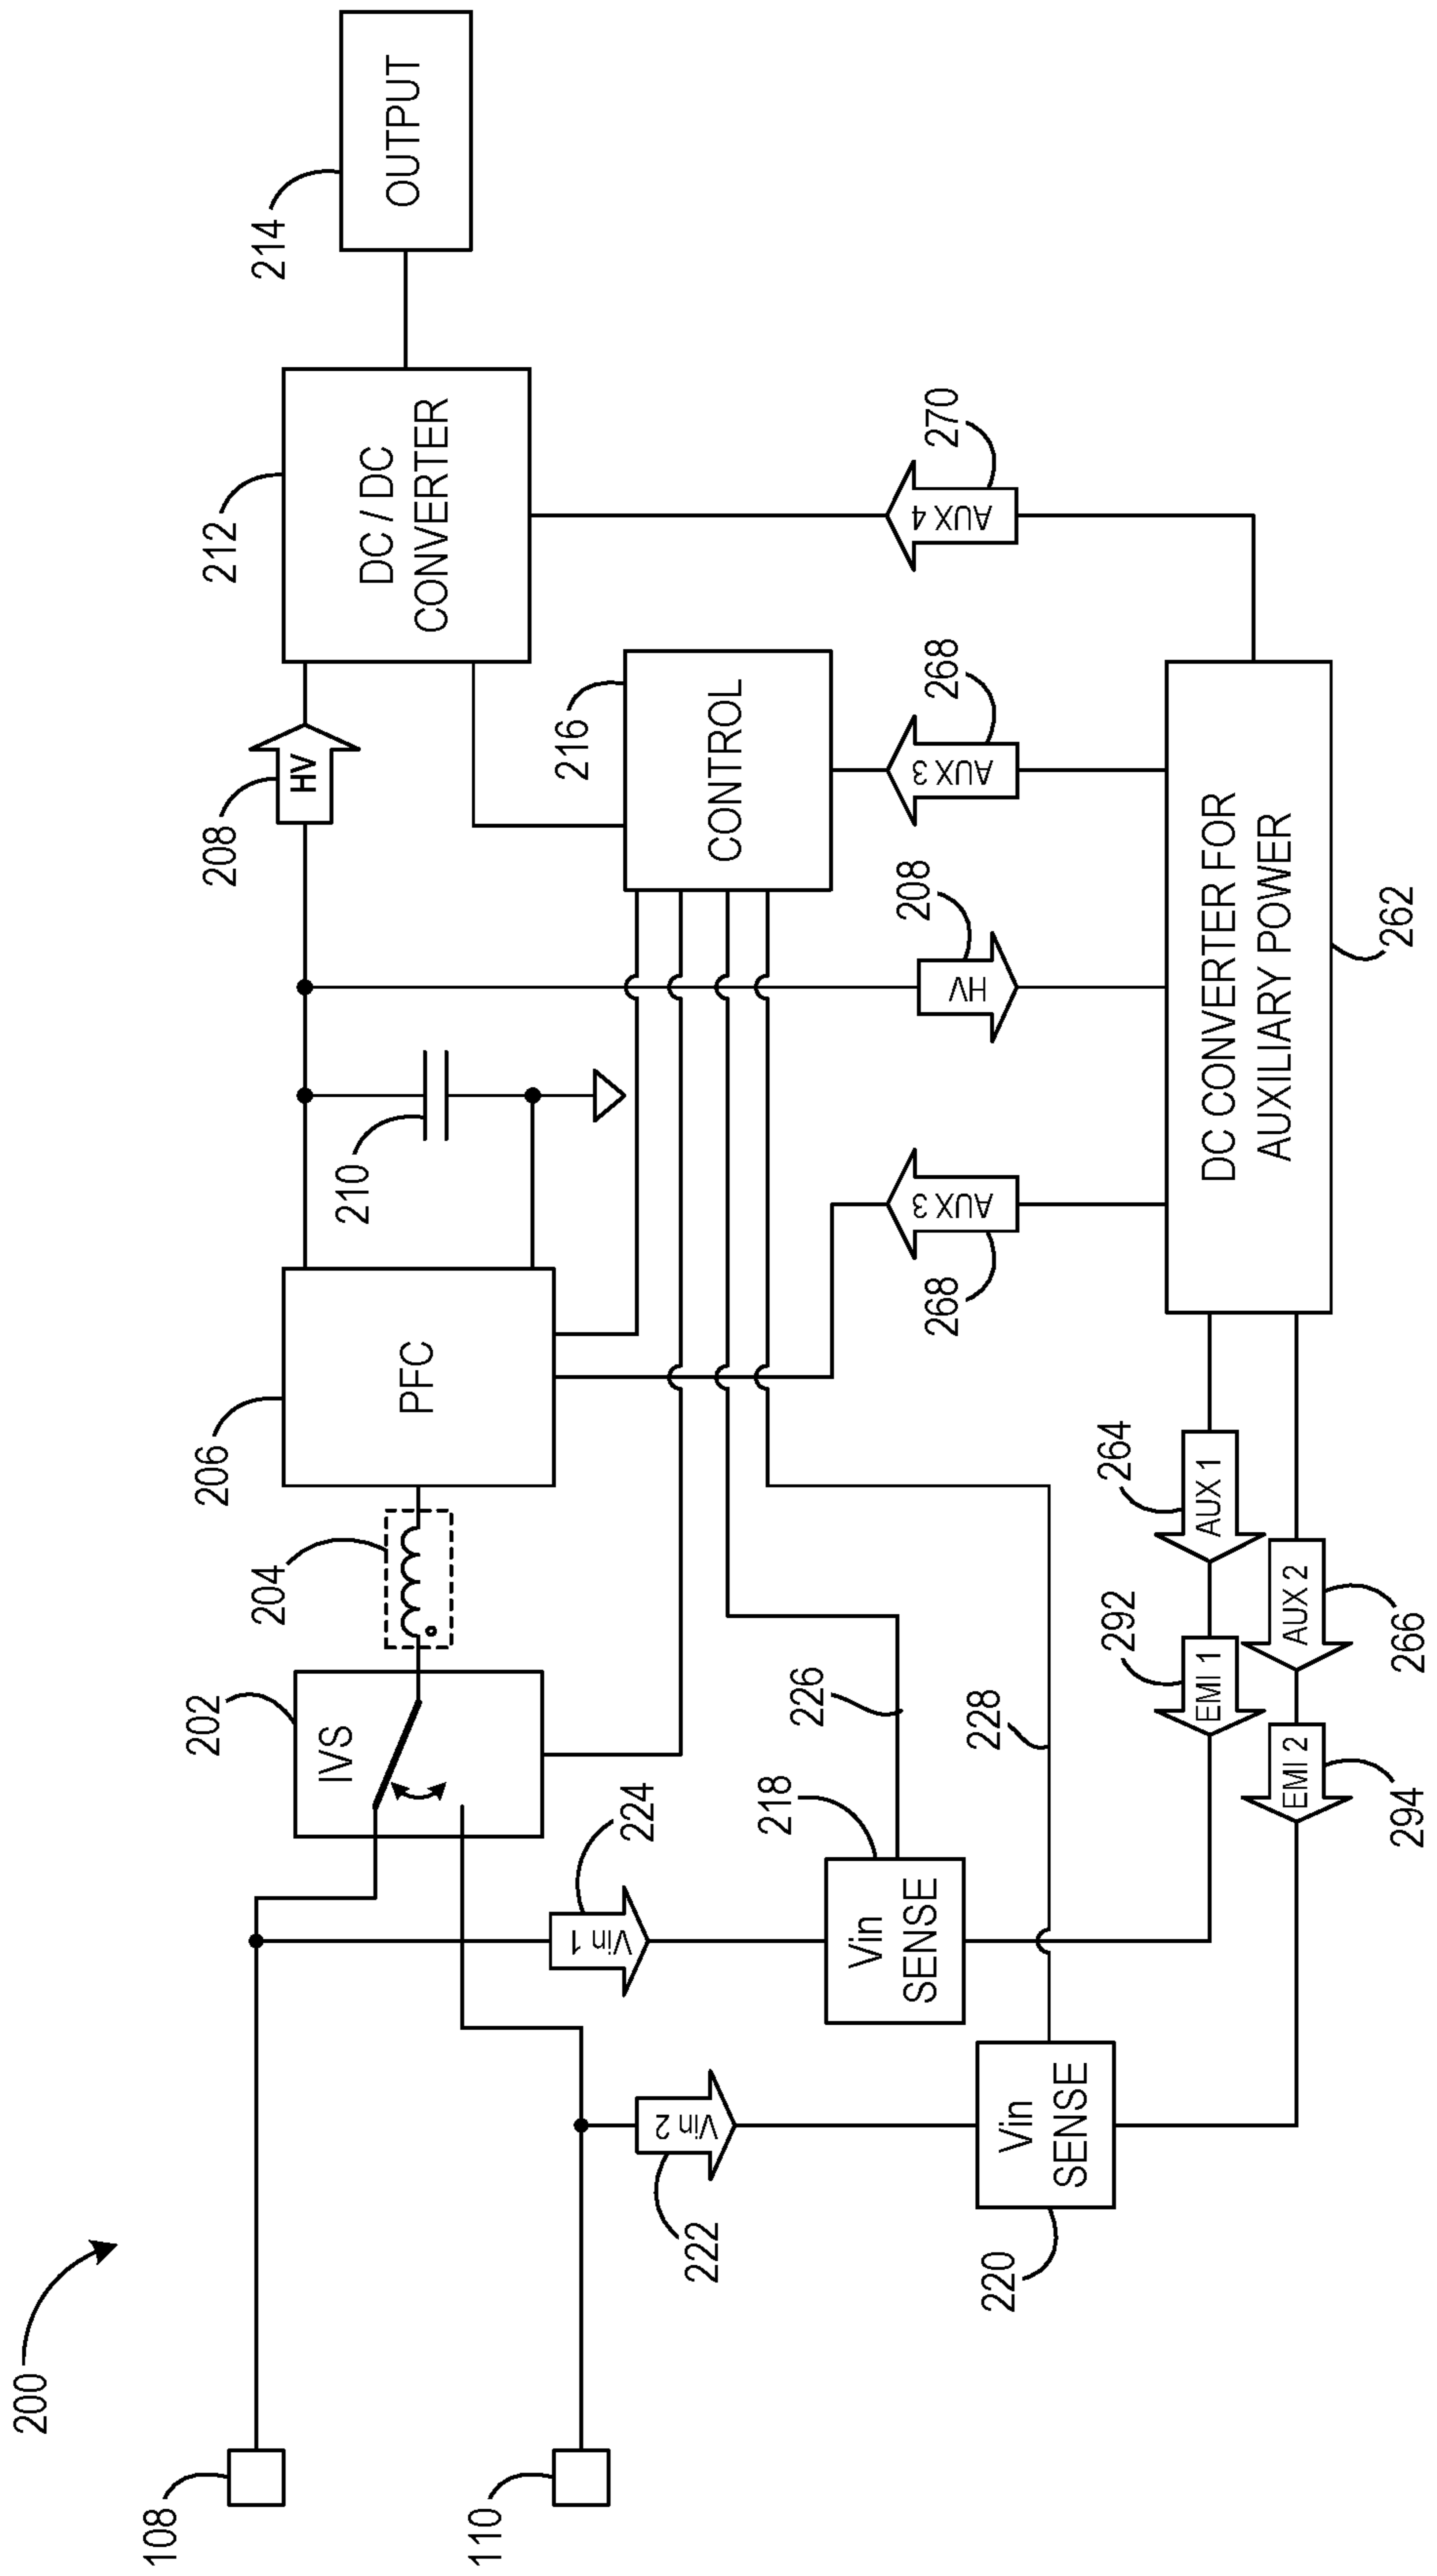 200
108
110
202
IVS
204
206
PFC
210
208
HV
212
DC / DC
CONVERTER
214
OUTPUT
216
CONTROL
224
Vin 1
222
Vin 2
218
Vin
SENSE
226
220
Vin
SENSE
228
268
AUX 3
208
HV
268
AUX 3
270
AUX 4
264
AUX 1
292
EMI 1
266
AUX 2
294
EMI 2
DC CONVERTER FOR
AUXILIARY POWER
262